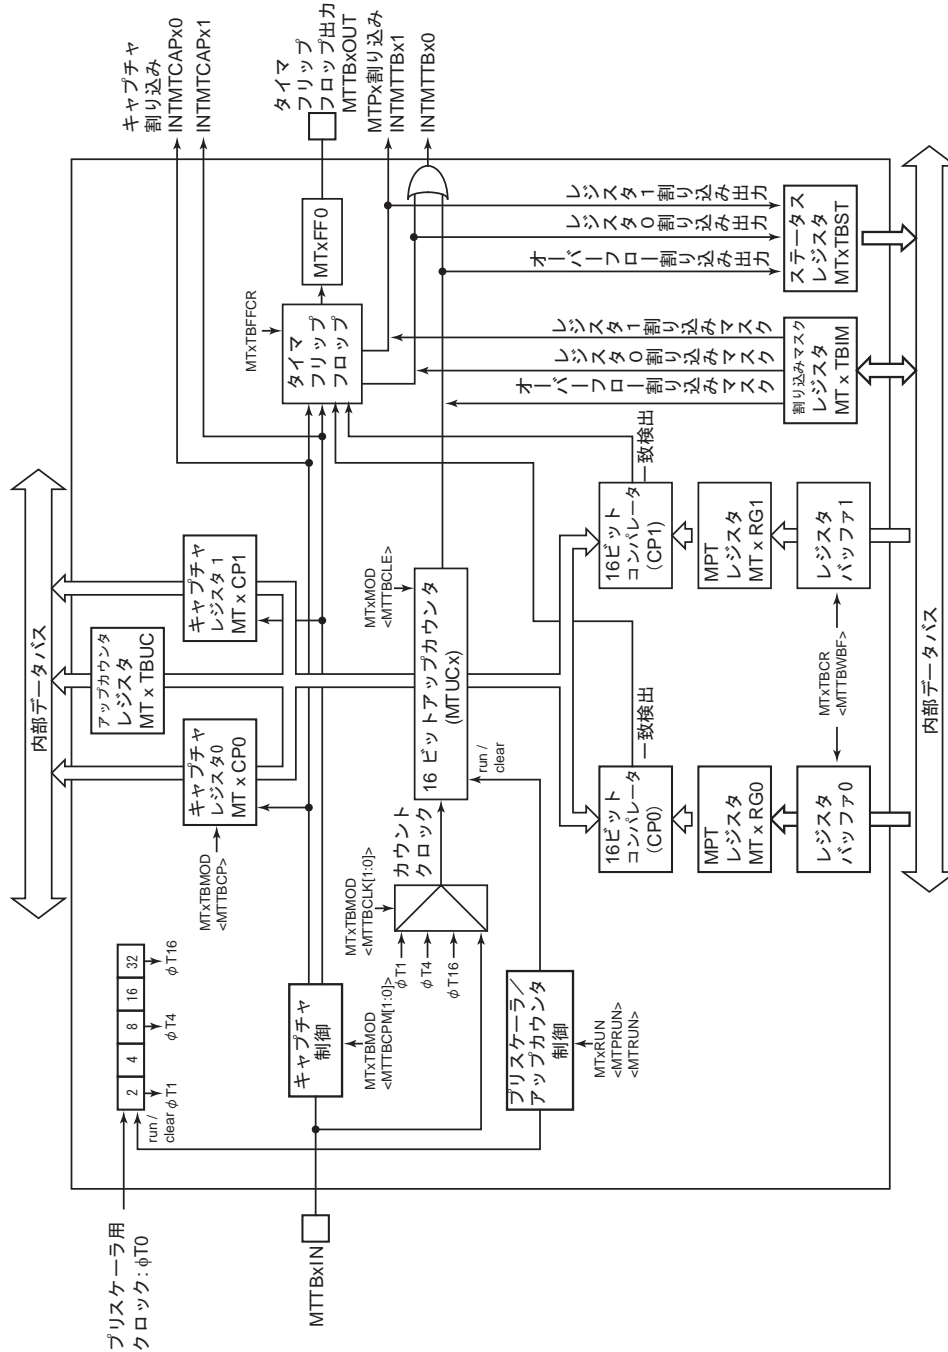 プリスケーラ用
クロック: φT0
run /
clear
2
4
8
16
32
φT1
φT4
φT16
内部データバス
MTxTBMOD
<MTTBCP>
キャプチャ
レジスタ0
MT x CP0
アップカウンタ
レジスタ
MT x TBUC
キャプチャ
レジスタ 1
MT x CP1
キャプチャ
割り込み
INTMTCAPx0
INTMTCAPx1
MTTBxIN
キャプチャ
制御
MTxTBMOD
<MTTBCPM[1:0]>
MTxTBMOD
<MTTBCLK[1:0]>
φT1
φT4
φT16
カウント
クロック
16 ビットアップカウンタ
(MTUCx)
MTxMOD
<MTTBCLE>
run /
clear
プリスケーラ/
アップカウンタ
制御
MTxRUN
<MTPRUN>
<MTRUN>
MTxTBFFCR
タイマ
フリップ
フロップ
MTxFF0
タイマ
フリップ
フロップ出力
MTTBxOUT
MTPx割り込み
INTMTTBx1
INTMTTBx0
16ビット
コンパレータ
(CP0)
一致検出
16ビット
コンパレータ
(CP1)
一致検出
MPT
レジスタ
MT x RG0
MPT
レジスタ
MT x RG1
レジスタ
バッファ0
MTxTBCR
<MTTBWBF>
レジスタ
バッファ1
レジスタ1割り込みマスク
レジスタ0割り込みマスク
オーバーフロー割り込みマスク
割り込みマスク
レジスタ
MT x TBIM
レジスタ1割り込み出力
レジスタ0割り込み出力
オーバーフロー割り込み出力
ステータス
レジスタ
MTxTBST
内部データバス